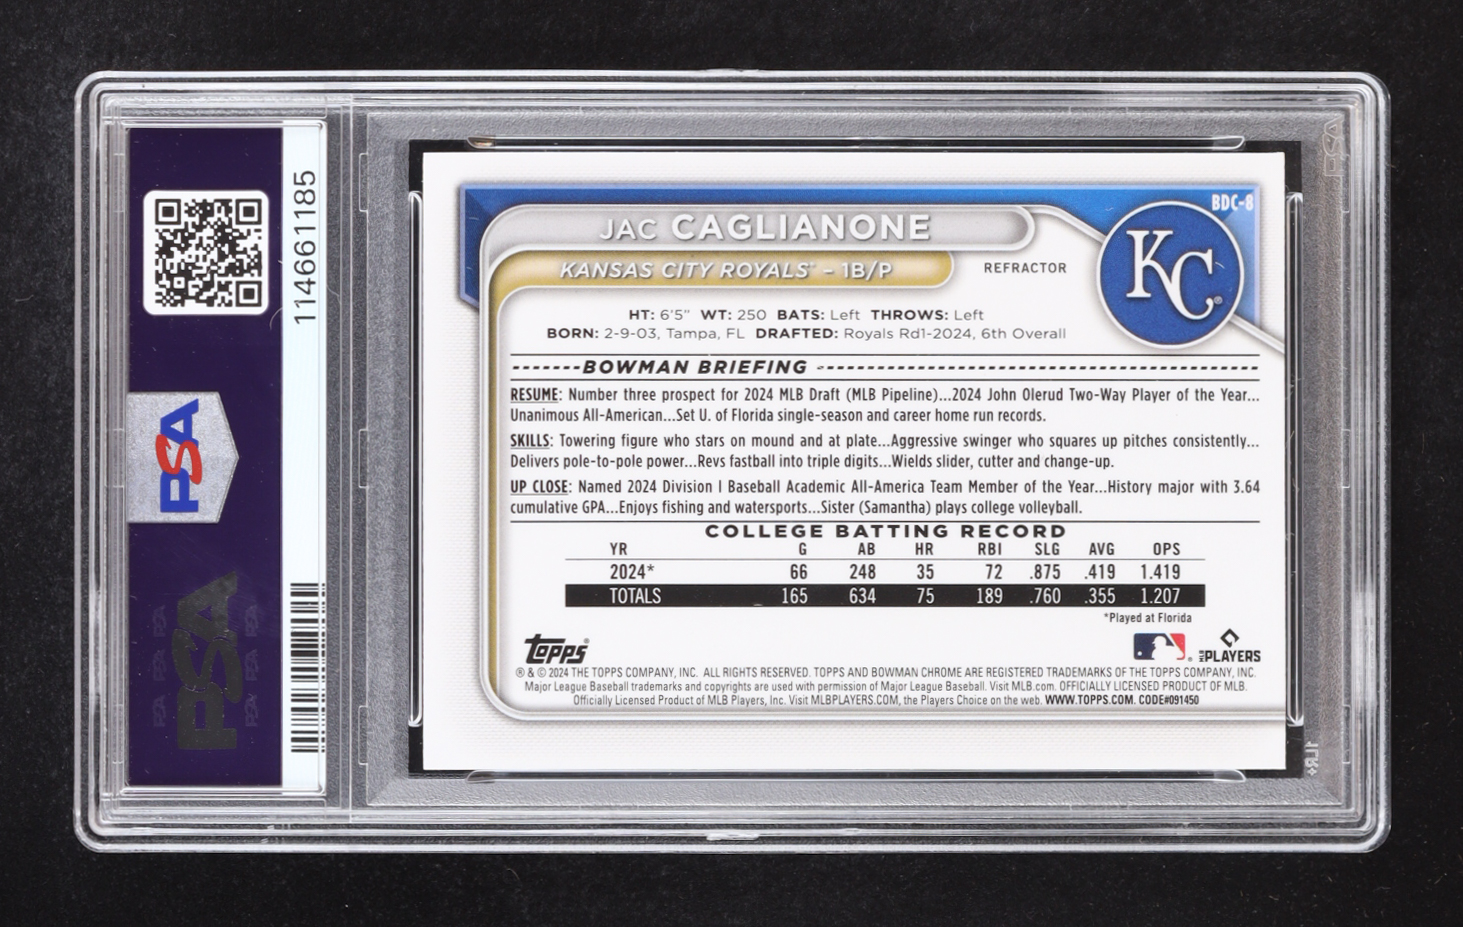 114661185
PSA
PSA
BDC-8
JAC CAGLIANONE
KANSAS CITY ROYALS® – 1B/P
REFRACTOR
KC®
HT: 6'5" WT: 250 BATS: Left THROWS: Left
BORN: 2-9-03, Tampa, FL DRAFTED: Royals Rd1-2024, 6th Overall
BOWMAN BRIEFING
RESUME: Number three prospect for 2024 MLB Draft (MLB Pipeline)...2024 John Olerud Two-Way Player of the Year...
Unanimous All-American...Set U. of Florida single-season and career home run records.
SKILLS: Towering figure who stars on mound and at plate...Aggressive swinger who squares up pitches consistently...
Delivers pole-to-pole power...Revs fastball into triple digits...Wields slider, cutter and change-up.
UP CLOSE: Named 2024 Division I Baseball Academic All-America Team Member of the Year...History major with 3.64
cumulative GPA...Enjoys fishing and watersports...Sister (Samantha) plays college volleyball.
COLLEGE BATTING RECORD
YR G AB HR RBI SLG AVG OPS
2024* 66 248 35 72 .875 .419 1.419
TOTALS 165 634 75 189 .760 .355 1.207
*Played at Florida
Topps®
MLB PLAYERS
® & © 2024 THE TOPPS COMPANY, INC. ALL RIGHTS RESERVED. TOPPS AND BOWMAN CHROME ARE REGISTERED TRADEMARKS OF THE TOPPS COMPANY, INC.
Major League Baseball trademarks and copyrights are used with permission of Major League Baseball. Visit MLB.com. OFFICIALLY LICENSED PRODUCT OF MLB.
Officially Licensed Product of MLB Players, Inc. Visit MLBPLAYERS.COM, the Players Choice on the web. WWW.TOPPS.COM. CODE#091450